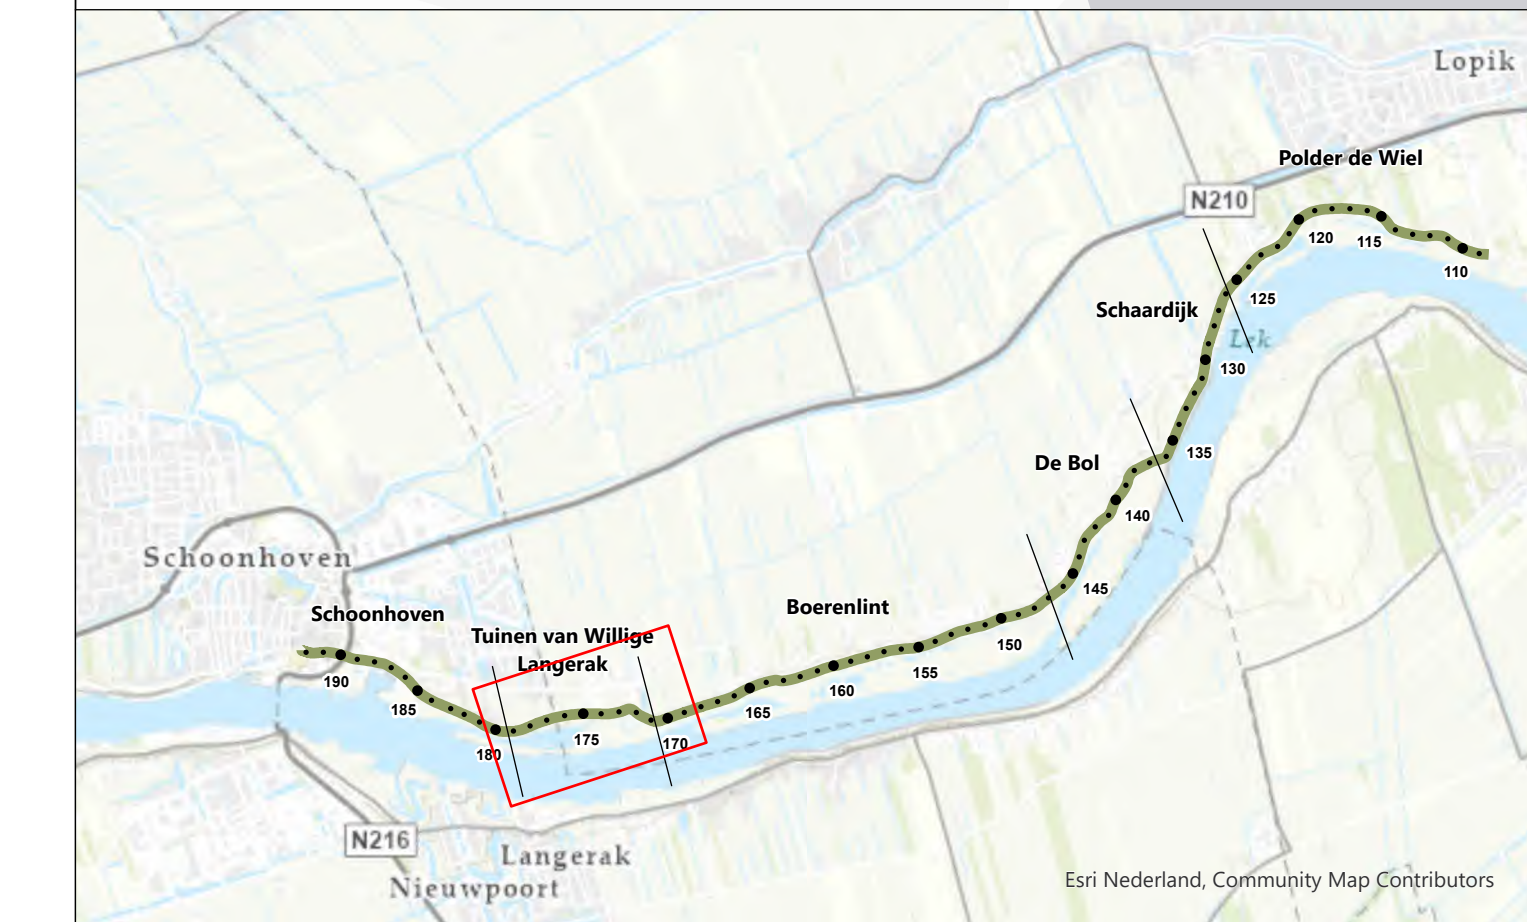 Lopik
Polder de Wiel
N210
120
115
110
125
Schaardijk
Lek
130
135
De Bol
140
Schoonhoven
145
Boerenlint
Schoonhoven
Tuinen van Willige
Langerak
150
155
190
160
185
165
175
170
180
N216
Langerak
Nieuwpoort
Esri Nederland, Community Map Contributors